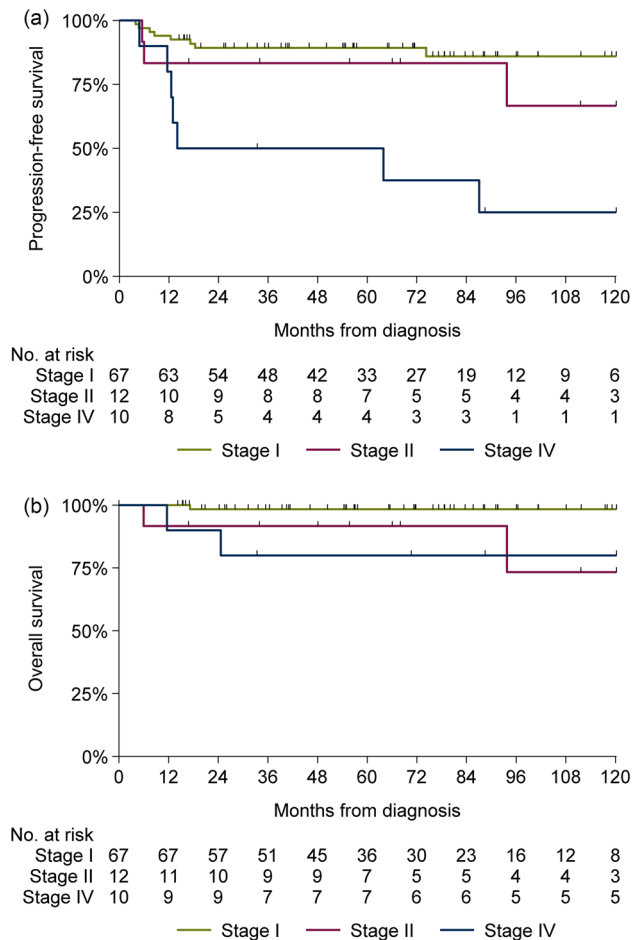 (a)
100%
75%
50%
25%
0%
Progression-free survival
0 12 24 36 48 60 72 84 96 108 120
Months from diagnosis
No. at risk
Stage I 67 63 54 48 42 33 27 19 12 9 6
Stage II 12 10 9 8 8 7 5 5 4 4 3
Stage IV 10 8 5 4 4 4 3 3 1 1 1
Stage I Stage II Stage IV
(b)
100%
75%
50%
25%
0%
Overall survival
0 12 24 36 48 60 72 84 96 108 120
Months from diagnosis
No. at risk
Stage I 67 67 57 51 45 36 30 23 16 12 8
Stage II 12 11 10 9 9 7 5 5 4 4 3
Stage IV 10 9 9 7 7 7 6 6 5 5 5
Stage I Stage II Stage IV